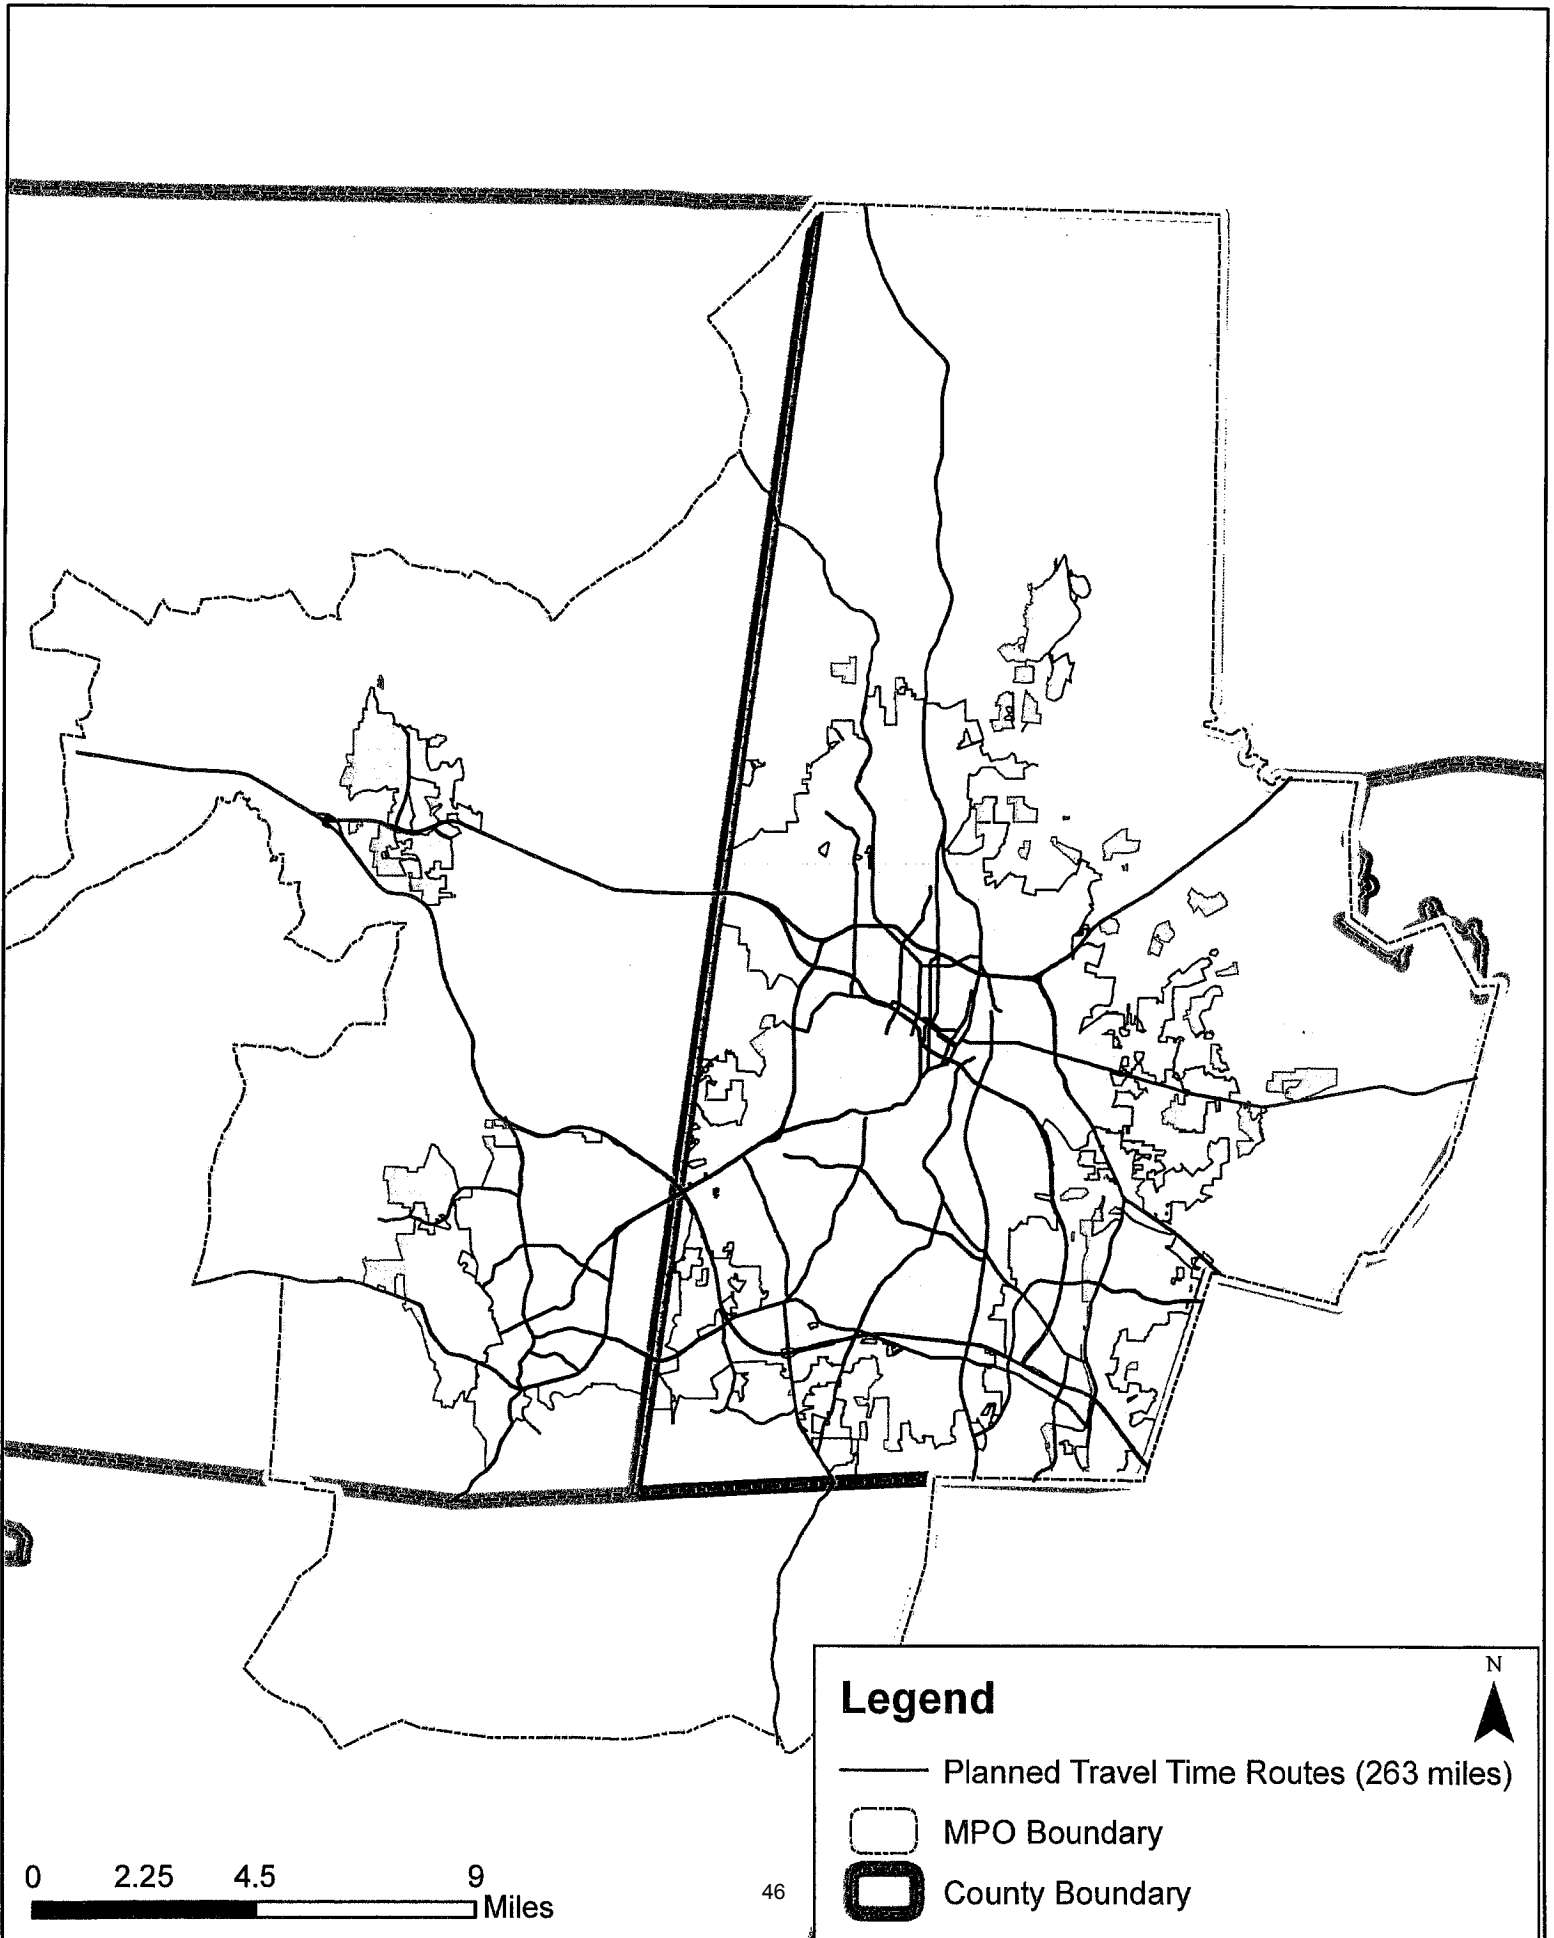 Legend
N
Planned Travel Time Routes (263 miles)
MPO Boundary
County Boundary
0 2.25 4.5 9
Miles
46